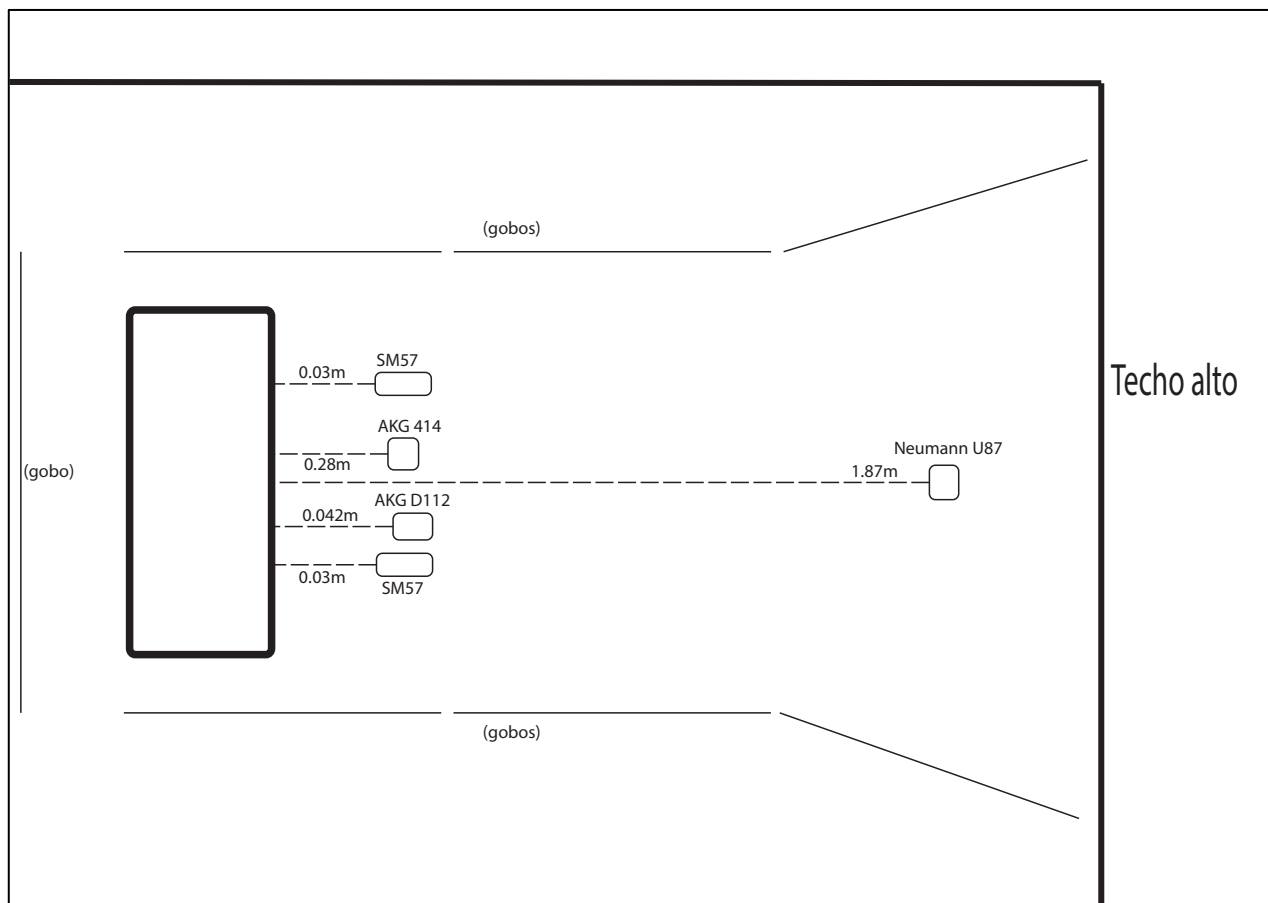 (gobos)
SM57
0.03m
Techo alto
AKG 414
Neumann U87
0.28m
(gobo)
1.87m
AKG D112
0.042m
0.03m
SM57
(gobos)